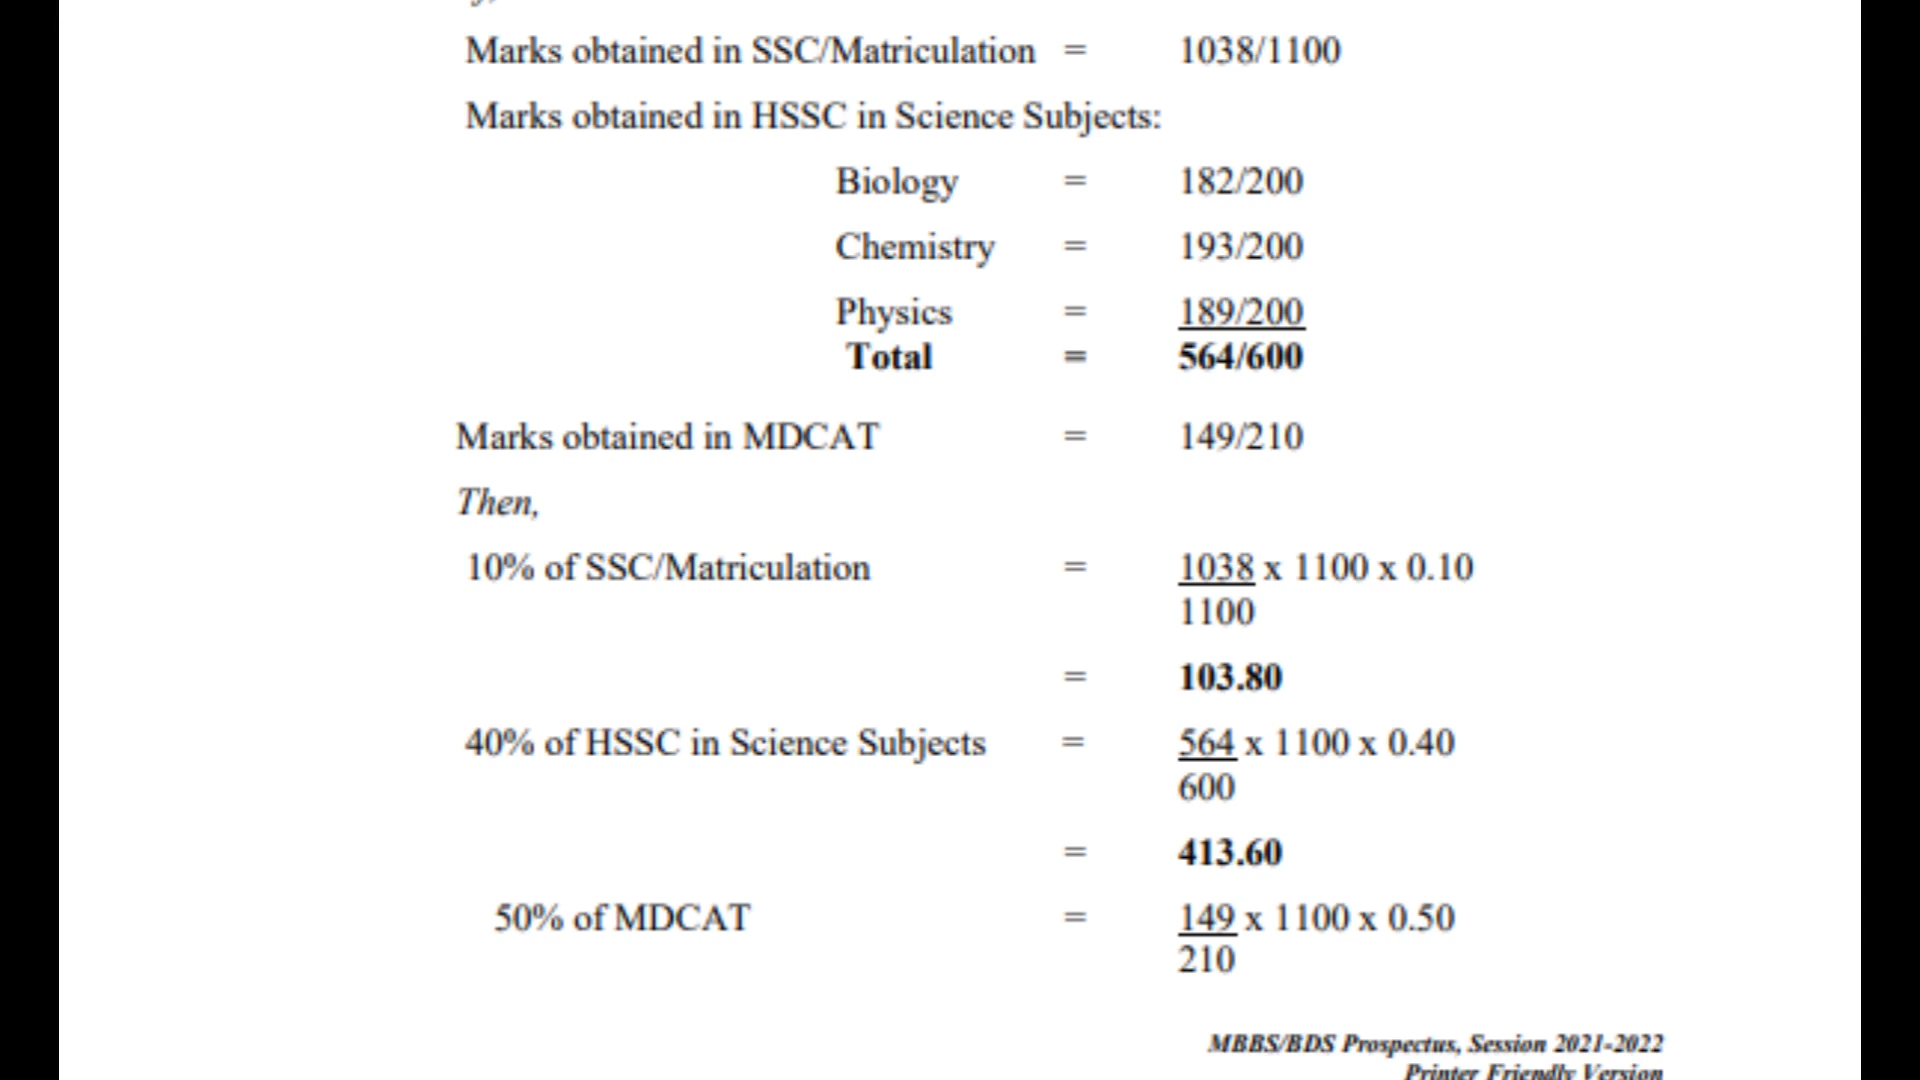 Marks obtained in SSC/Matriculation = 1038/1100
Marks obtained in HSSC in Science Subjects:
Biology = 182/200
Chemistry = 193/200
Physics = 189/200
Total = 564/600
Marks obtained in MDCAT = 149/210
Then,
10% of SSC/Matriculation = 1038 x 1100 x 0.10
1100
= 103.80
40% of HSSC in Science Subjects = 564 x 1100 x 0.40
600
= 413.60
50% of MDCAT = 149 x 1100 x 0.50
210
MBBS/BDS Prospectus, Session 2021-2022
Printer Friendly Version